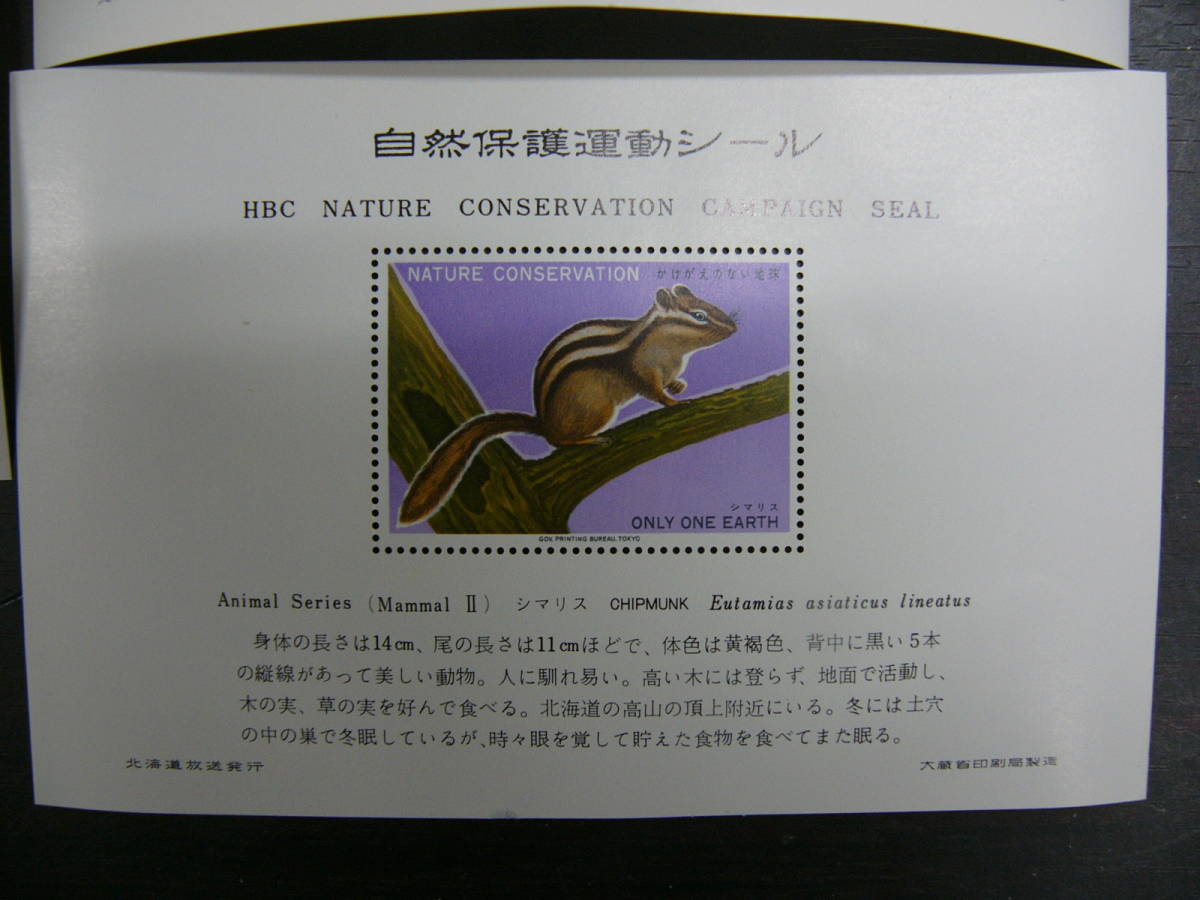 自然保護運動シール
HBC NATURE CONSERVATION CAMPAIGN SEAL
NATURE CONSERVATION かけがえのない地球
シマリス
ONLY ONE EARTH
GOV. PRINTING BUREAU, TOKYO
Animal Series (Mammal Ⅱ) シマリス CHIPMUNK Eutamias asiaticus lineatus
身体の長さは14cm、尾の長さは11cmほどで、体色は黄褐色、背中に黒い5本
の縦線があって美しい動物。人に馴れ易い。高い木には登らず、地面で活動し、
木の実、草の実を好んで食べる。北海道の高山の頂上附近にいる。冬には土穴
の中の巣で冬眠しているが、時々眼を覚して貯えた食物を食べてまた眠る。
北海道放送発行 大蔵省印刷局製造